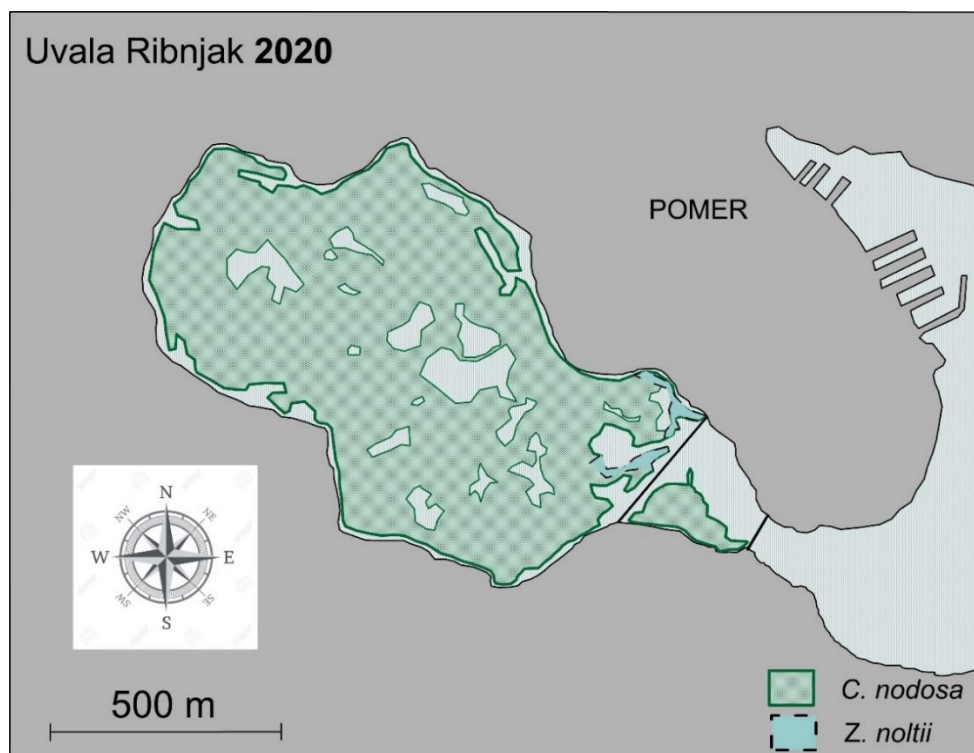 Uvala Ribnjak 2020
POMER
N
NW
NE
W
E
SW
SE
S
500 m
C. nodosa
Z. noltii